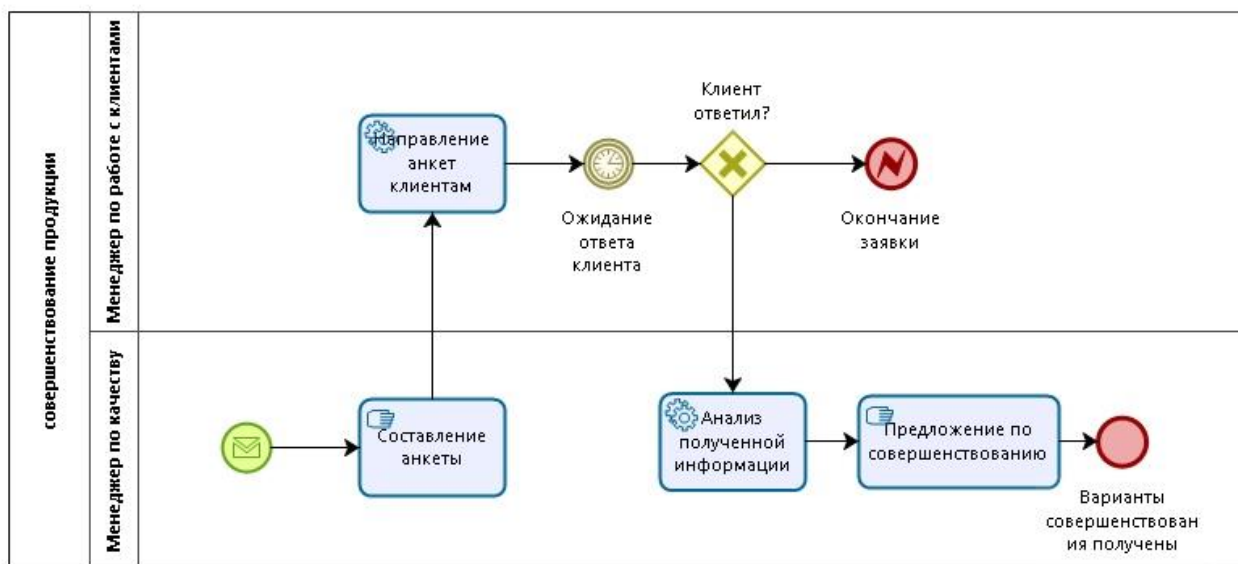 совершенствование продукции
Менеджер по работе с клиентами
Направление
анкет
клиентам
Ожидание
ответа
клиента
Клиент
ответил?
Окончание
заявки
Менеджер по качеству
Составление
анкеты
Анализ
полученной
информации
Предложение по
совершенствованию
Варианты
совершенствован
ия получены